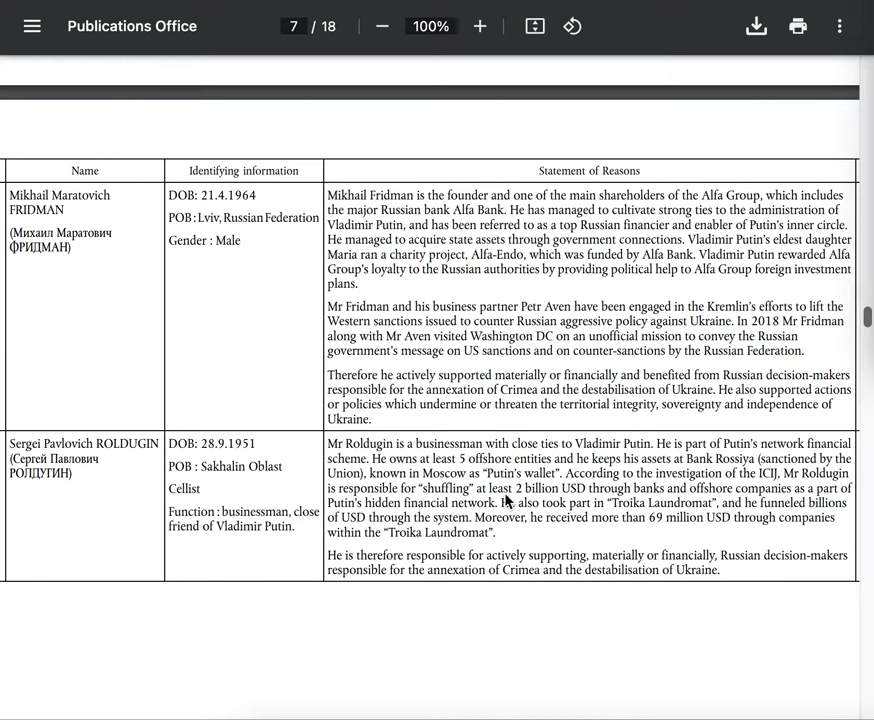 Publications Office
7 / 18
100%
Name
Identifying information
Statement of Reasons
Mikhail Maratovich
FRIDMAN
(Михаил Маратович
ФРИДМАН)
DOB: 21.4.1964
POB: Lviv, Russian Federation
Gender : Male
Mikhail Fridman is the founder and one of the main shareholders of the Alfa Group, which includes
the major Russian bank Alfa Bank. He has managed to cultivate strong ties to the administration of
Vladimir Putin, and has been referred to as a top Russian financier and enabler of Putin's inner circle.
He managed to acquire state assets through government connections. Vladimir Putin's eldest daughter
Maria ran a charity project, Alfa-Endo, which was funded by Alfa Bank. Vladimir Putin rewarded Alfa
Group's loyalty to the Russian authorities by providing political help to Alfa Group foreign investment
plans.
Mr Fridman and his business partner Petr Aven have been engaged in the Kremlin's efforts to lift the
Western sanctions issued to counter Russian aggressive policy against Ukraine. In 2018 Mr Fridman
along with Mr Aven visited Washington DC on an unofficial mission to convey the Russian
government's message on US sanctions and on counter-sanctions by the Russian Federation.
Therefore he actively supported materially or financially and benefited from Russian decision-makers
responsible for the annexation of Crimea and the destabilisation of Ukraine. He also supported actions
or policies which undermine or threaten the territorial integrity, sovereignty and independence of
Ukraine.
Sergei Pavlovich ROLDUGIN
(Сергей Павлович
РОЛДУГИН)
DOB: 28.9.1951
POB : Sakhalin Oblast
Cellist
Function : businessman, close
friend of Vladimir Putin.
Mr Roldugin is a businessman with close ties to Vladimir Putin. He is part of Putin's network financial
scheme. He owns at least 5 offshore entities and he keeps his assets at Bank Rossiya (sanctioned by the
Union), known in Moscow as “Putin's wallet”. According to the investigation of the ICIJ, Mr Roldugin
is responsible for “shuffling” at least 2 billion USD through banks and offshore companies as a part of
Putin's hidden financial network. He also took part in “Troika Laundromat”, and he funneled billions
of USD through the system. Moreover, he received more than 69 million USD through companies
within the “Troika Laundromat”.
He is therefore responsible for actively supporting, materially or financially, Russian decision-makers
responsible for the annexation of Crimea and the destabilisation of Ukraine.